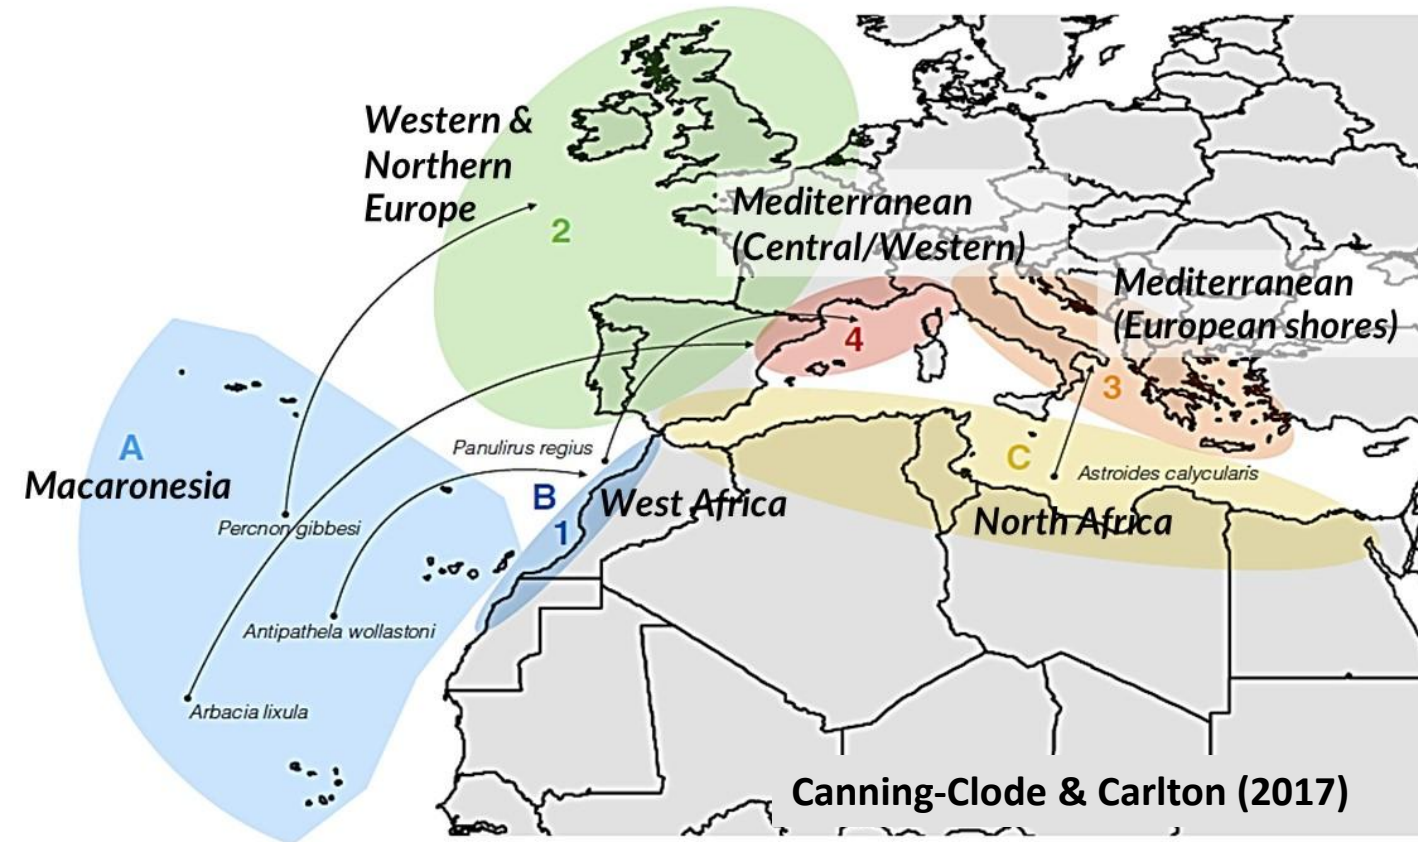 Western &
Northern
Europe
2
Mediterranean
(Central/Western)
Mediterranean
(European shores)
4
3
A
Macaronesia
Panulirus regius
B
1
West Africa
C
Astroides calycularis
North Africa
Percnon gibbesi
Antipathela wollastoni
Arbacia lixula
Canning-Clode & Carlton (2017)